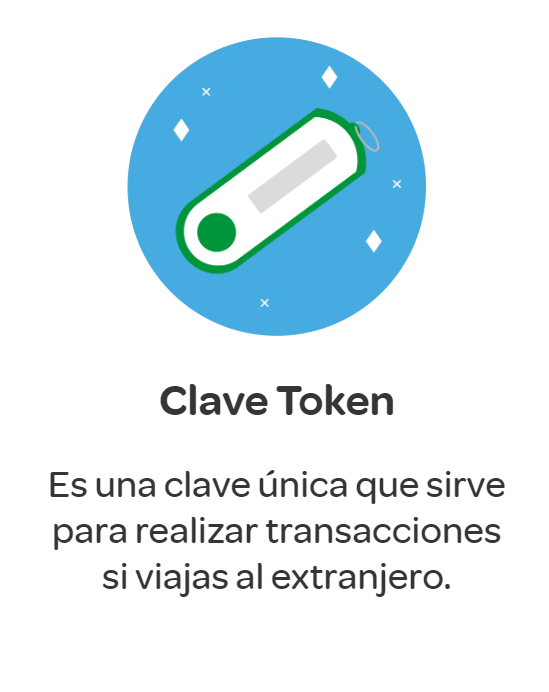 Clave Token
Es una clave única que sirve
para realizar transacciones
si viajas al extranjero.